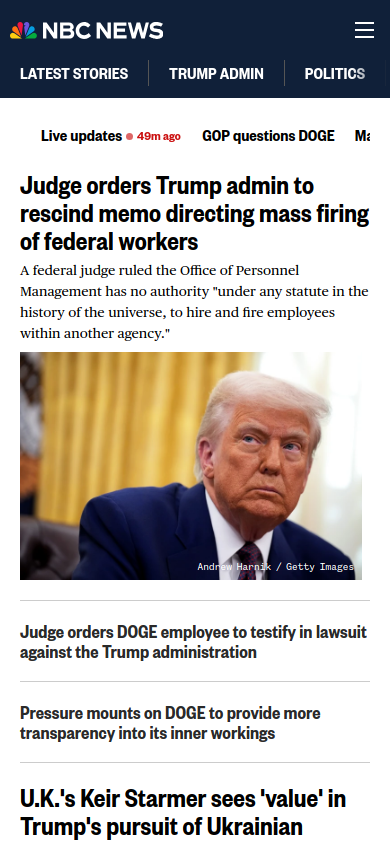 NBC NEWS
LATEST STORIES
TRUMP ADMIN
POLITICS
Live updates 49m ago
GOP questions DOGE
Judge orders Trump admin to
rescind memo directing mass firing
of federal workers
A federal judge ruled the Office of Personnel
Management has no authority "under any statute in the
history of the universe, to hire and fire employees
within another agency."
Andrew Harnik / Getty Images
Judge orders DOGE employee to testify in lawsuit
against the Trump administration
Pressure mounts on DOGE to provide more
transparency into its inner workings
U.K.'s Keir Starmer sees 'value' in
Trump's pursuit of Ukrainian